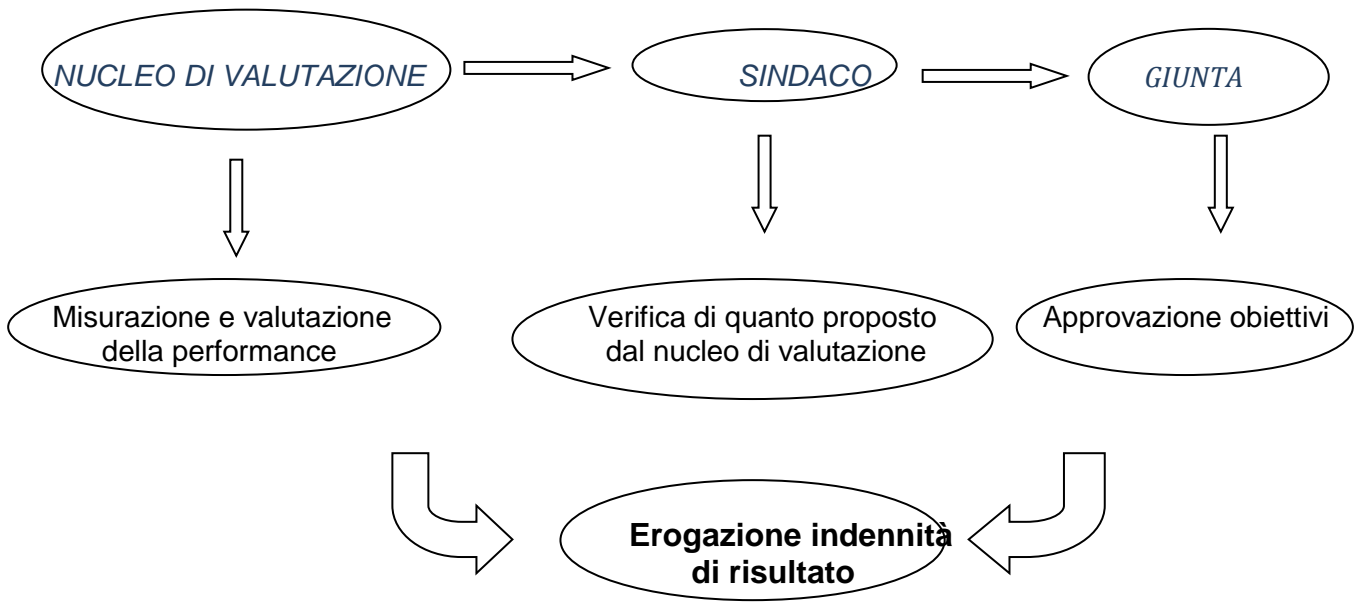 NUCLEO DI VALUTAZIONE
SINDACO
GIUNTA
Misurazione e valutazione
della performance
Verifica di quanto proposto
dal nucleo di valutazione
Approvazione obiettivi
Erogazione indennità
di risultato